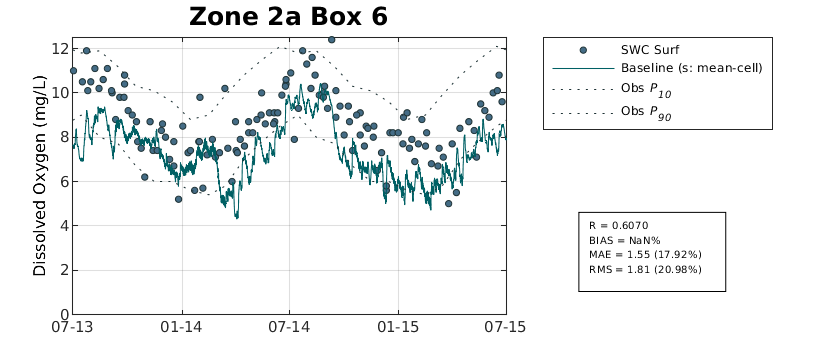 Zone 2a Box 6
Dissolved Oxygen (mg/L)
12
10
8
6
4
2
0
07-13 01-14 07-14 01-15 07-15
SWC Surf
Baseline (s: mean-cell)
Obs P10
Obs P90
R = 0.6070
BIAS = NaN%
MAE = 1.55 (17.92%)
RMS = 1.81 (20.98%)